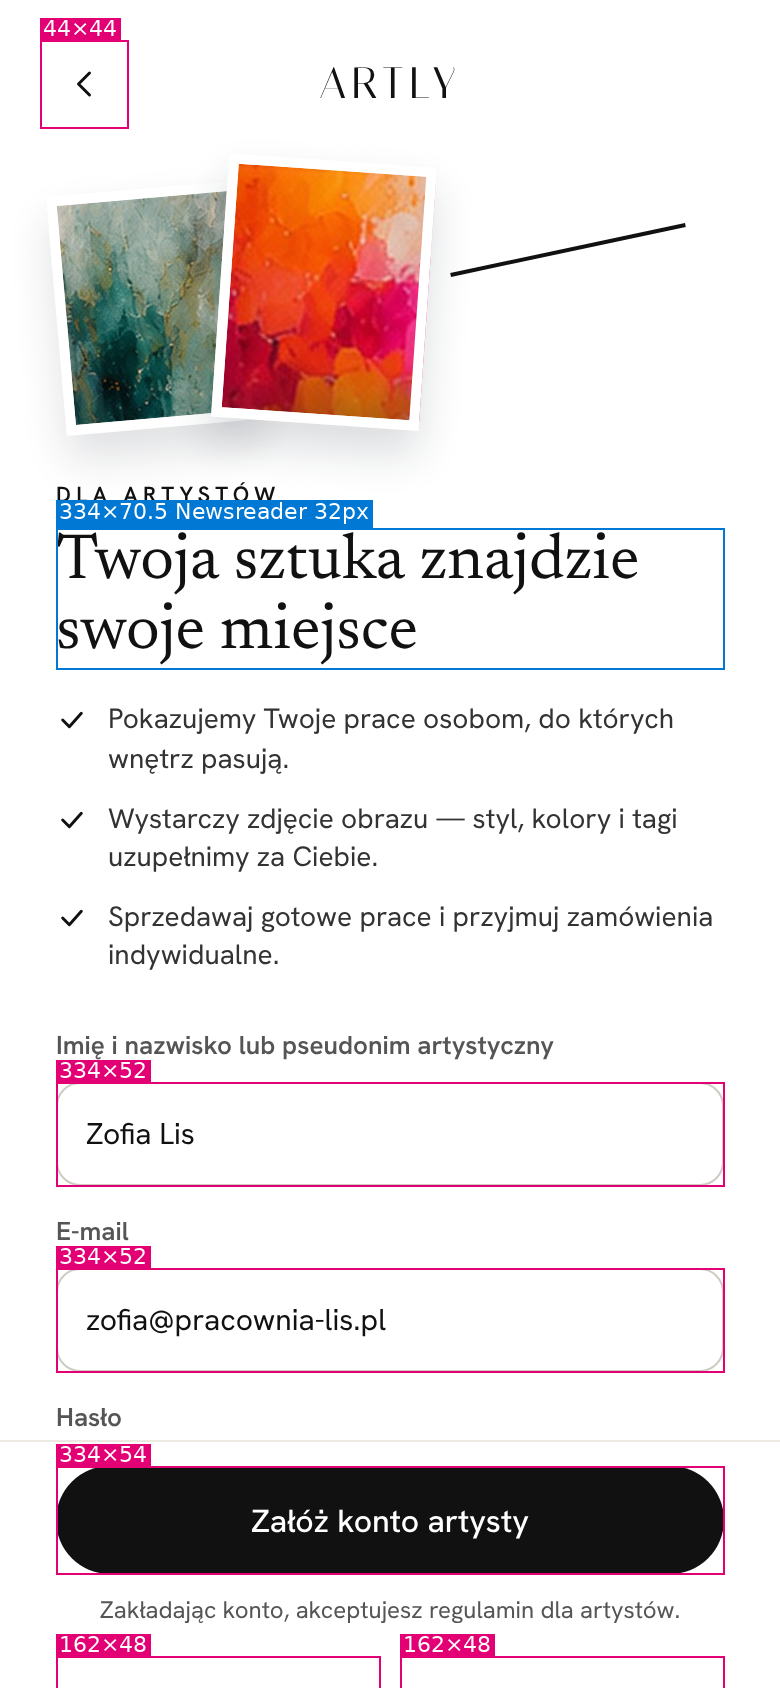 44×44
ARTLY
DLA ARTYSTÓW
334×70.5 Newsreader 32px
Twoja sztuka znajdzie
swoje miejsce
Pokazujemy Twoje prace osobom, do których
wnętrz pasują.
Wystarczy zdjęcie obrazu — styl, kolory i tagi
uzupełnimy za Ciebie.
Sprzedawaj gotowe prace i przyjmuj zamówienia
indywidualne.
Imię i nazwisko lub pseudonim artystyczny
334×52
Zofia Lis
E-mail
334×52
zofia@pracownia-lis.pl
Hasło
334×54
Załóż konto artysty
Zakładając konto, akceptujesz regulamin dla artystów.
162×48 162×48